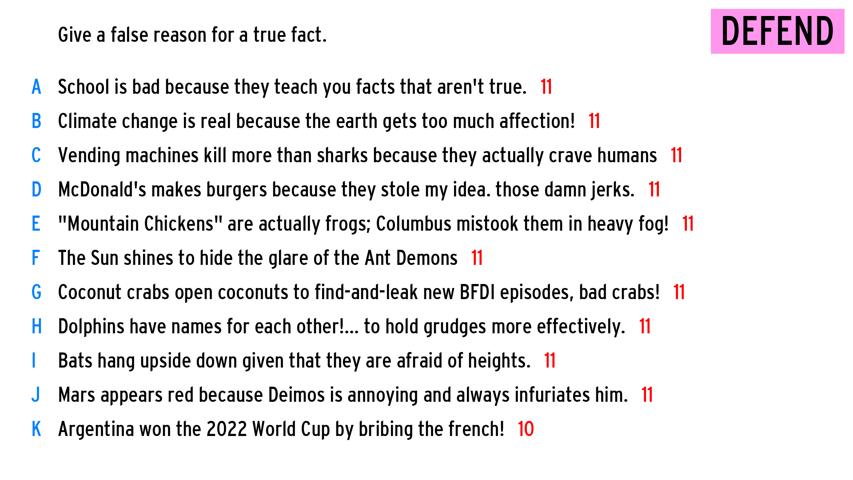 Give a false reason for a true fact.
DEFEND
A School is bad because they teach you facts that aren't true. 11
B Climate change is real because the earth gets too much affection! 11
C Vending machines kill more than sharks because they actually crave humans 11
D McDonald's makes burgers because they stole my idea. those damn jerks. 11
E "Mountain Chickens" are actually frogs; Columbus mistook them in heavy fog! 11
F The Sun shines to hide the glare of the Ant Demons 11
G Coconut crabs open coconuts to find-and-leak new BFDI episodes, bad crabs! 11
H Dolphins have names for each other!... to hold grudges more effectively. 11
I Bats hang upside down given that they are afraid of heights. 11
J Mars appears red because Deimos is annoying and always infuriates him. 11
K Argentina won the 2022 World Cup by bribing the french! 10